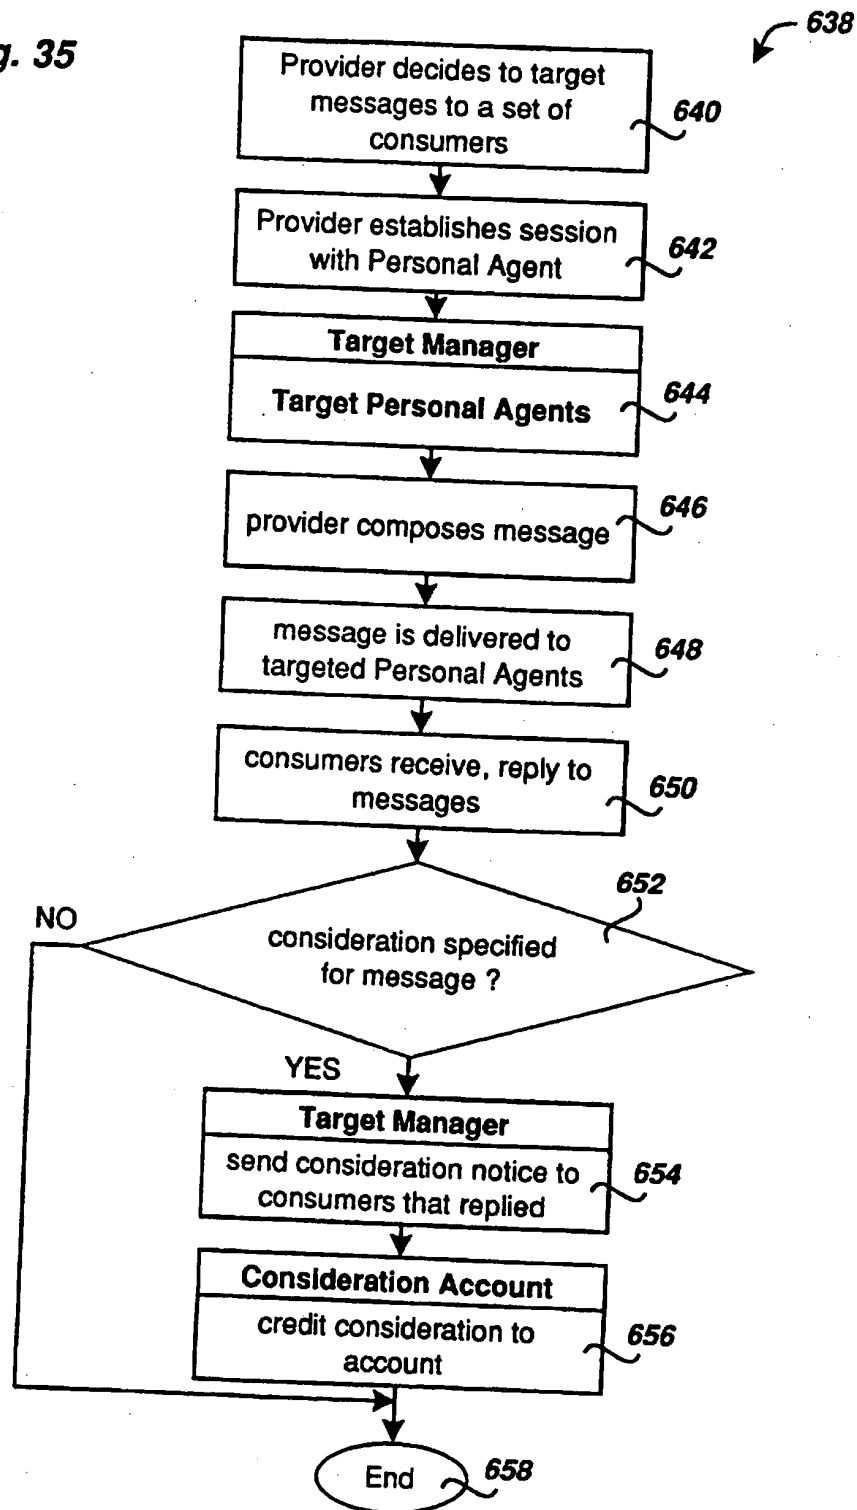 g. 35
638
Provider decides to target
messages to a set of
consumers
640
Provider establishes session
with Personal Agent
642
Target Manager
Target Personal Agents
644
provider composes message
646
message is delivered to
targeted Personal Agents
648
consumers receive, reply to
messages
650
652
NO
consideration specified
for message ?
YES
Target Manager
send consideration notice to
consumers that replied
654
Consideration Account
credit consideration to
account
656
End
658